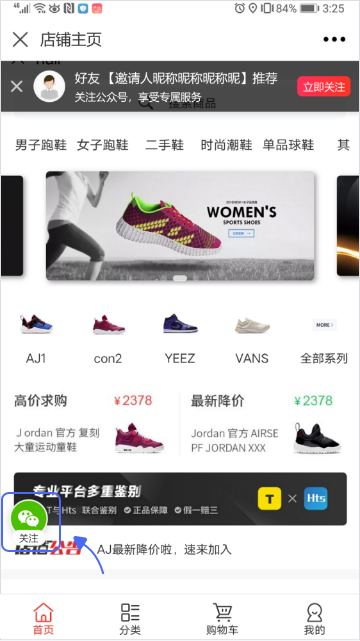 46
84% 3:25
店铺主页
好友 【邀请人昵称昵称昵称昵】推荐
关注公众号，享受专属服务
立即关注
搜索商品
男子跑鞋 女子跑鞋 二手鞋 时尚潮鞋 单品球鞋 其
WOMEN'S
SPORTS SHOES
MORE
AJ1 con2 YEEZ VANS 全部系列
高价求购 ¥2378
最新降价 ¥2378
J ordan 官方 复刻
大童运动童鞋
Jordan 官方 AIRSE
PF JORDAN XXX
专业平台多重鉴别
T与Hts 联合鉴别 正品保障 假一赔三
T × Hts
关注
公告 AJ最新降价啦，速来加入
首页 分类 购物车 我的